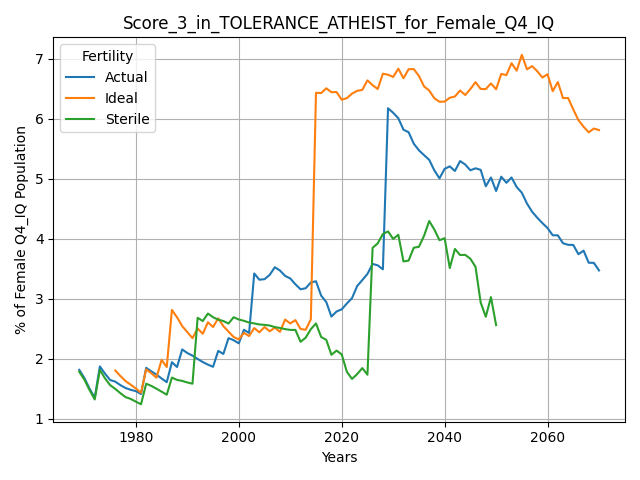 Score_3_in_TOLERANCE_ATHEIST_for_Female_Q4_IQ
Fertility
Actual
Ideal
Sterile
% of Female Q4_IQ Population
7
6
5
4
3
2
1
1980 2000 2020 2040 2060
Years